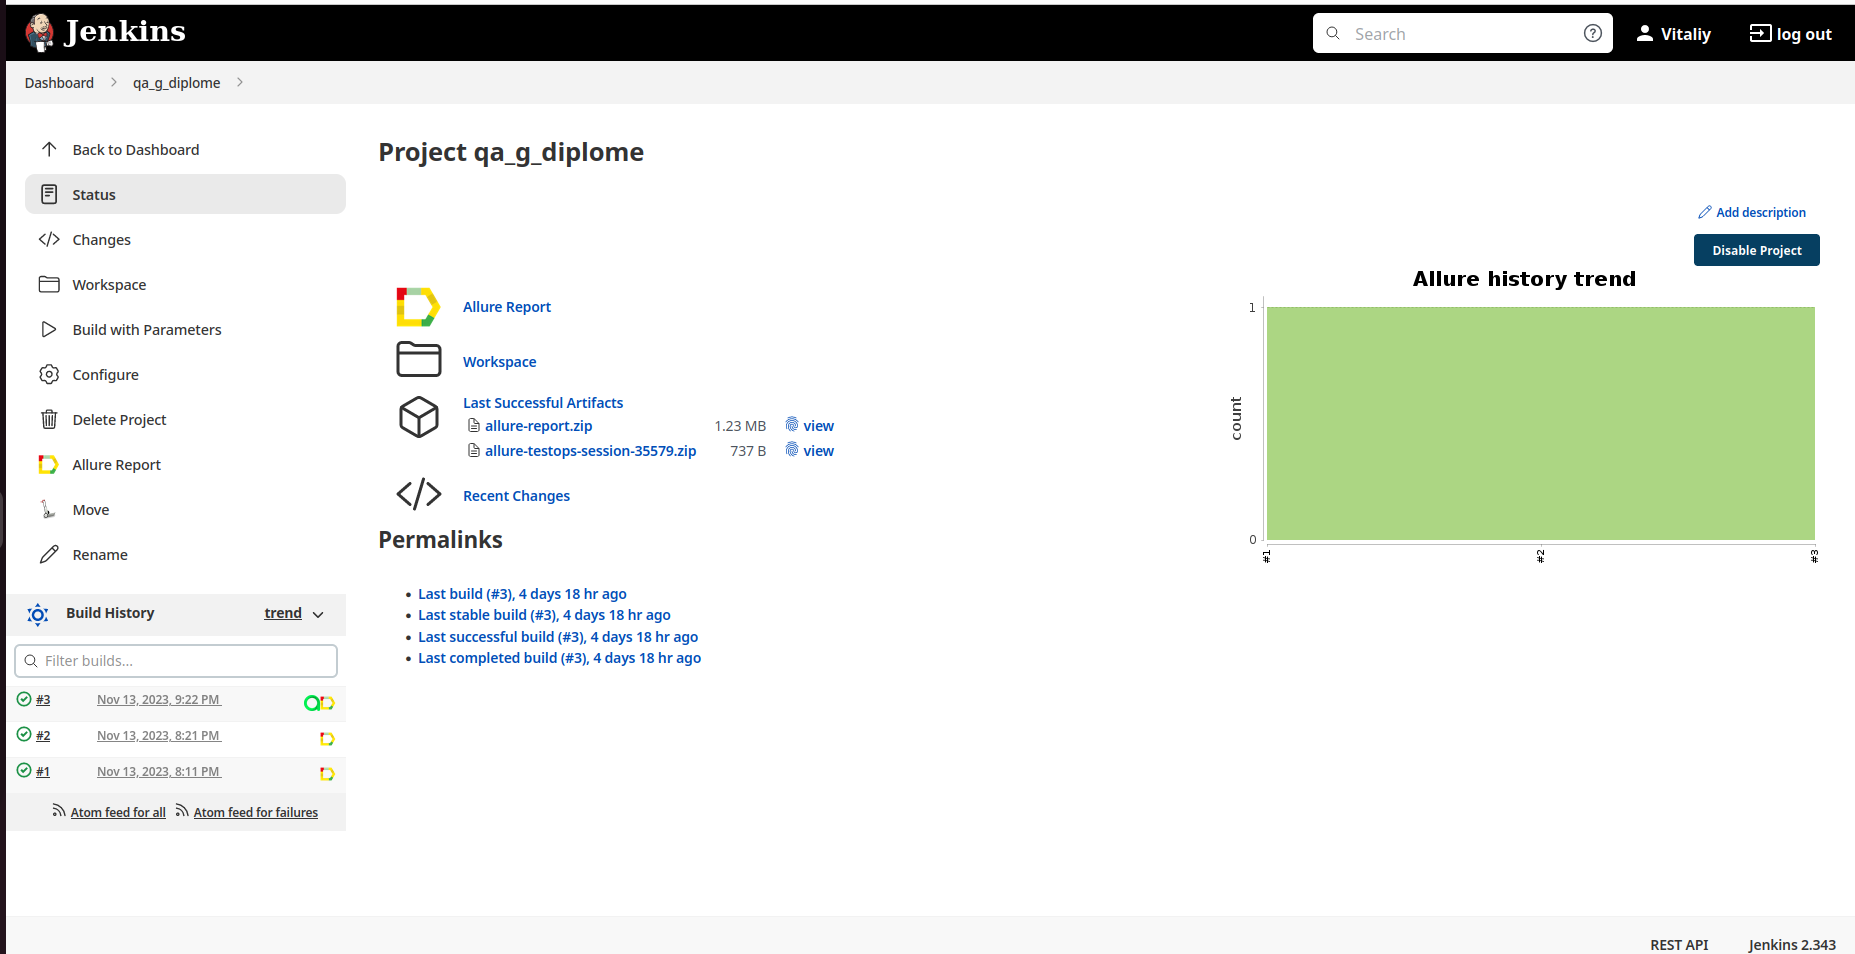 Jenkins
Search
Vitaliy
log out
Dashboard
qa_g_diplome
Back to Dashboard
Status
Changes
Workspace
Build with Parameters
Configure
Delete Project
Allure Report
Move
Rename
Build History
trend
Filter builds...
#3 Nov 13, 2023, 9:22 PM
#2 Nov 13, 2023, 8:21 PM
#1 Nov 13, 2023, 8:11 PM
Atom feed for all Atom feed for failures
Project qa_g_diplome
Add description
Disable Project
Allure Report
Workspace
Last Successful Artifacts
allure-report.zip 1.23 MB view
allure-testops-session-35579.zip 737 B view
Recent Changes
Permalinks
Last build (#3), 4 days 18 hr ago
Last stable build (#3), 4 days 18 hr ago
Last successful build (#3), 4 days 18 hr ago
Last completed build (#3), 4 days 18 hr ago
Allure history trend
1
count
0
#1 #2 #3
REST API Jenkins 2.343